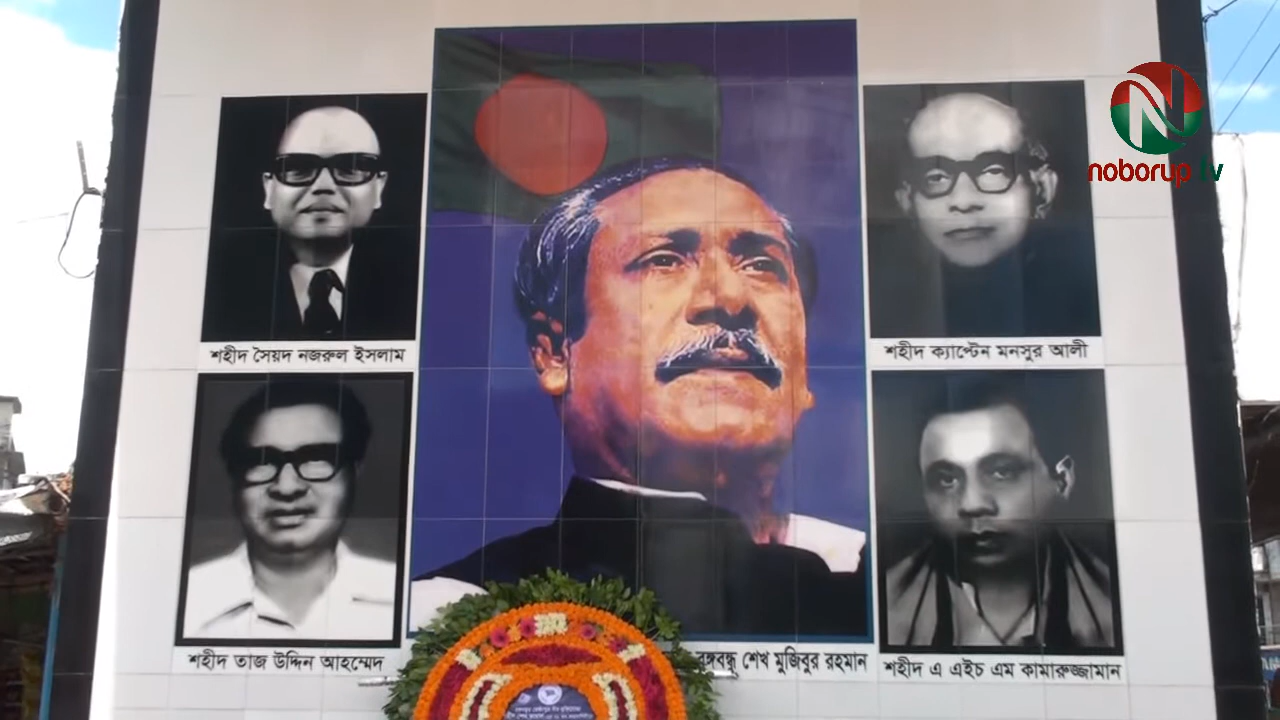 noborup tv
শহীদ সৈয়দ নজরুল ইসলাম
শহীদ ক্যাপ্টেন মনসুর আলী
শহীদ তাজ উদ্দিন আহম্মেদ
বঙ্গবন্ধু শেখ মুজিবুর রহমান
শহীদ এ এইচ এম কামারুজ্জামান